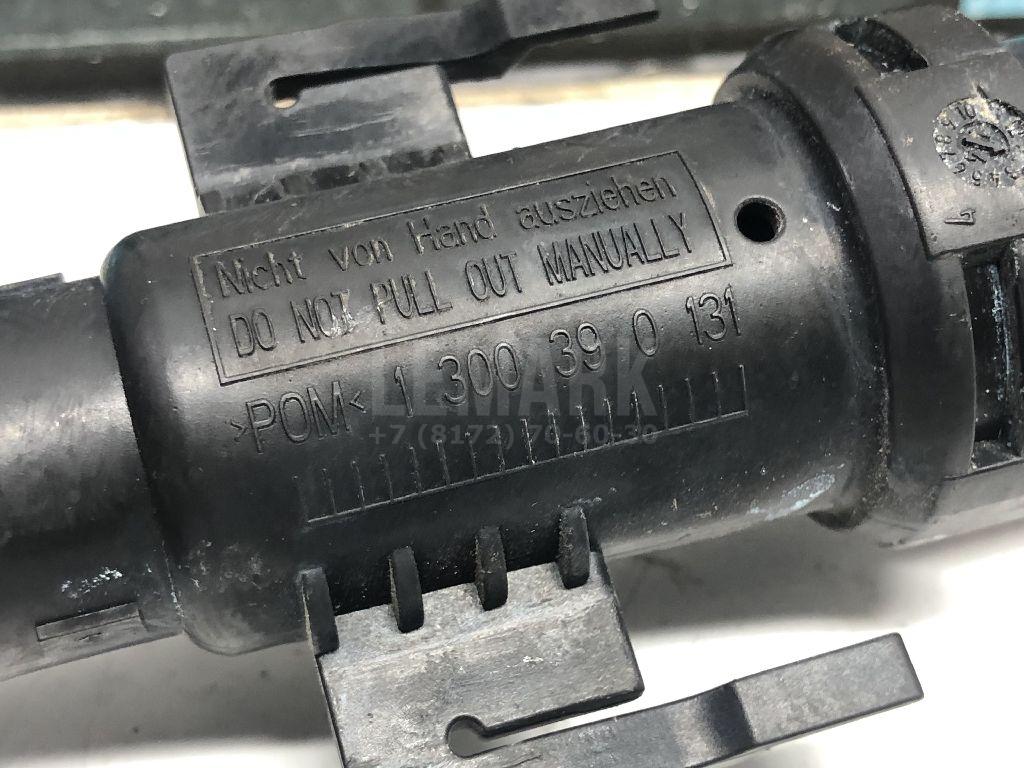 Nicht von Hand ausziehen
DO NOT PULL OUT MANUALLY
>POM< 1 300 39 0 131
LEMARK
+7 (8172) 70-60-30